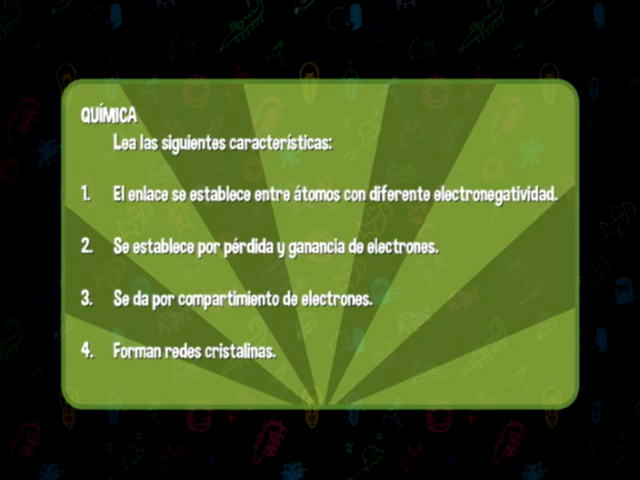 QUÍMICA
Lea las siguientes características:
1. El enlace se establece entre átomos con diferente electronegatividad.
2. Se establece por pérdida y ganancia de electrones.
3. Se da por compartimiento de electrones.
4. Forman redes cristalinas.